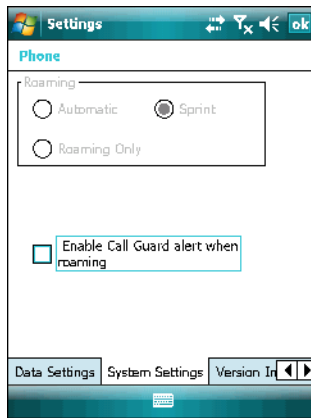 Settings ok
Phone
Roaming
Automatic Sprint
Roaming Only
Enable Call Guard alert when
roaming
Data Settings System Settings Version In